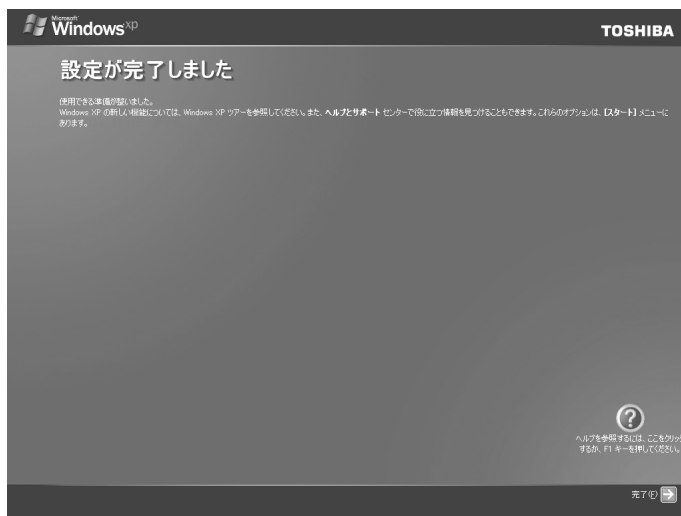 Microsoft
Windows xp
TOSHIBA
設定が完了しました
使用できる準備が整いました。
Windows XP の新しい機能については、Windows XP ツアーを参照してください。また、ヘルプとサポート センターで役に立つ情報を見つけることもできます。これらのオプションは、[スタート] メニューに
あります。
ヘルプを参照するには、ここをクリッ
するか、F1 キーを押してください。
完了(F)